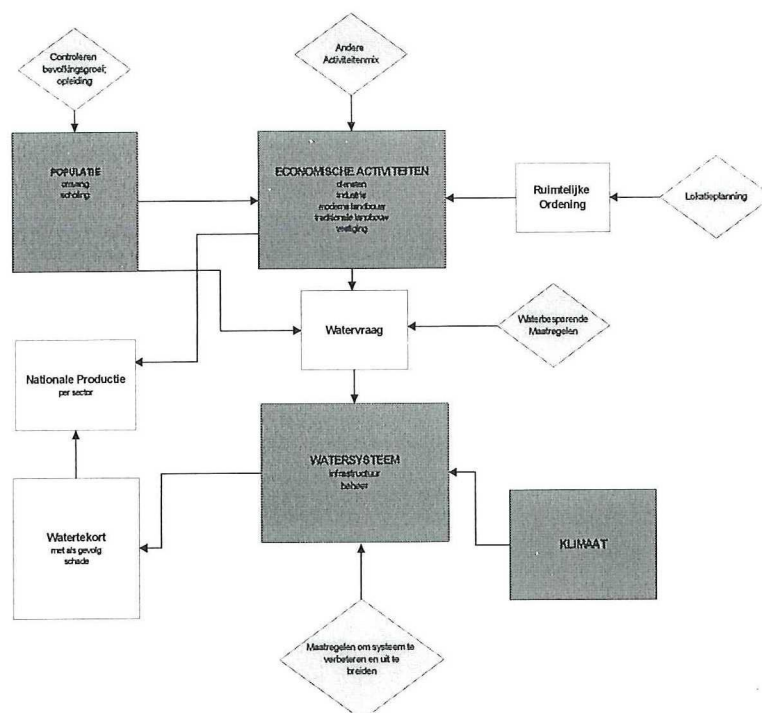 Controleren
bevolkingsgroei;
opleiding
Andere
Activiteitenmix
POPULATIE
omvang
scholing
ECONOMISCHE ACTIVITEITEN
diensten
industrie
moderne landbouw
traditionele landbouw
vestiging
Ruimtelijke
Ordening
Lokatieplanning
Watervraag
Waterbesparende
Maatregelen
Nationale Productie
per sector
WATERSYSTEEM
infrastructuur
beheer
Watertekort
met als gevolg
schade
KLIMAAT
Maatregelen om systeem te
verbeteren en uit te
breiden